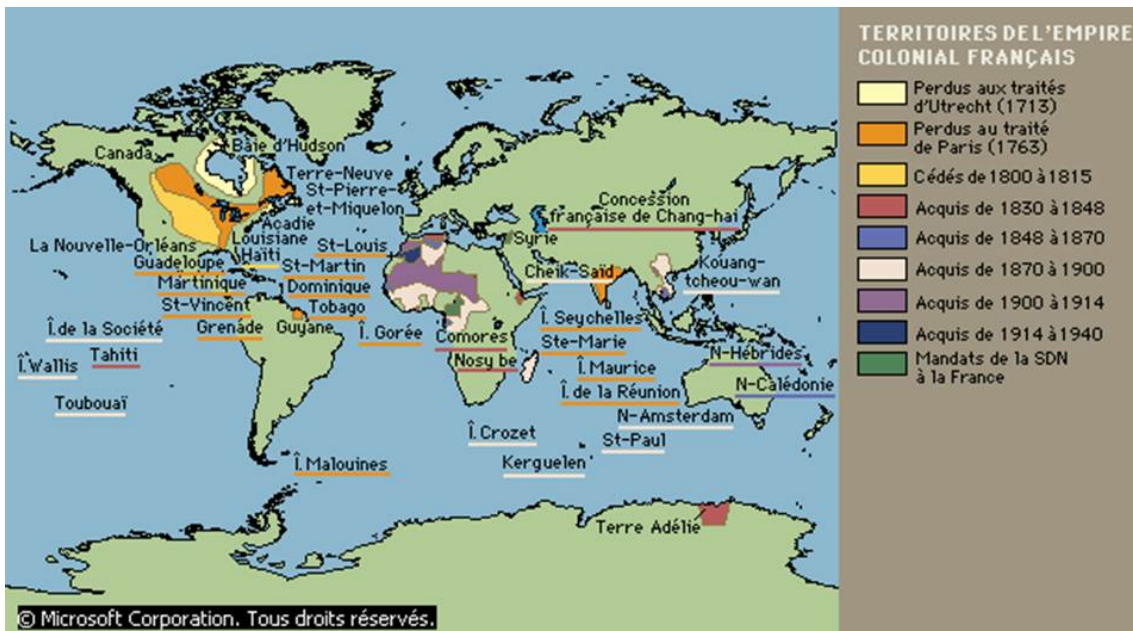 TERRITOIRES DE L'EMPIRE
COLONIAL FRANÇAIS
Perdus aux traités
d'Utrecht (1713)
Perdus au traité
de Paris (1763)
Cédés de 1800 à 1815
Acquis de 1830 à 1848
Acquis de 1848 à 1870
Acquis de 1870 à 1900
Acquis de 1900 à 1914
Acquis de 1914 à 1940
Mandats de la SDN
à la France
Canada
Baie d'Hudson
Terre-Neuve
St-Pierre-
et-Miquelon
Acadie
La Nouvelle-Orléans
Louisiane
Haïti
St-Louis
Guadeloupe
St-Martin
Martinique
Dominique
St-Vincent
Tobago
Grenade
Guyane
Î. Gorée
Î.de la Société
Î.Wallis
Tahiti
Toubouaï
Î. Malouines
Concession
française de Chang-hai
Syrie
Cheik-Saïd
Kouang-
tcheou-wan
Comores
Nosy be
Î. Seychelles
Ste-Marie
Î. Maurice
Î. de la Réunion
N-Hébrides
N-Calédonie
N-Amsterdam
St-Paul
Î. Crozet
Kerguelen
Terre Adélie
© Microsoft Corporation. Tous droits réservés.